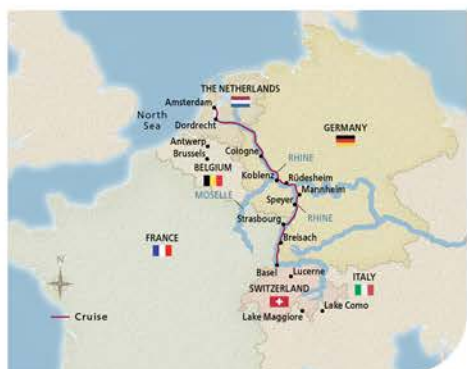 THE NETHERLANDS
Amsterdam
North
Sea
Dordrecht
GERMANY
Antwerp
Brussels
Cologne
BELGIUM
RHINE
Koblenz
Rüdesheim
MOSELLE
Mannheim
Speyer
RHINE
Strasbourg
FRANCE
Breisach
Basel
Lucerne
ITALY
SWITZERLAND
Lake Como
Lake Maggiore
N
Cruise